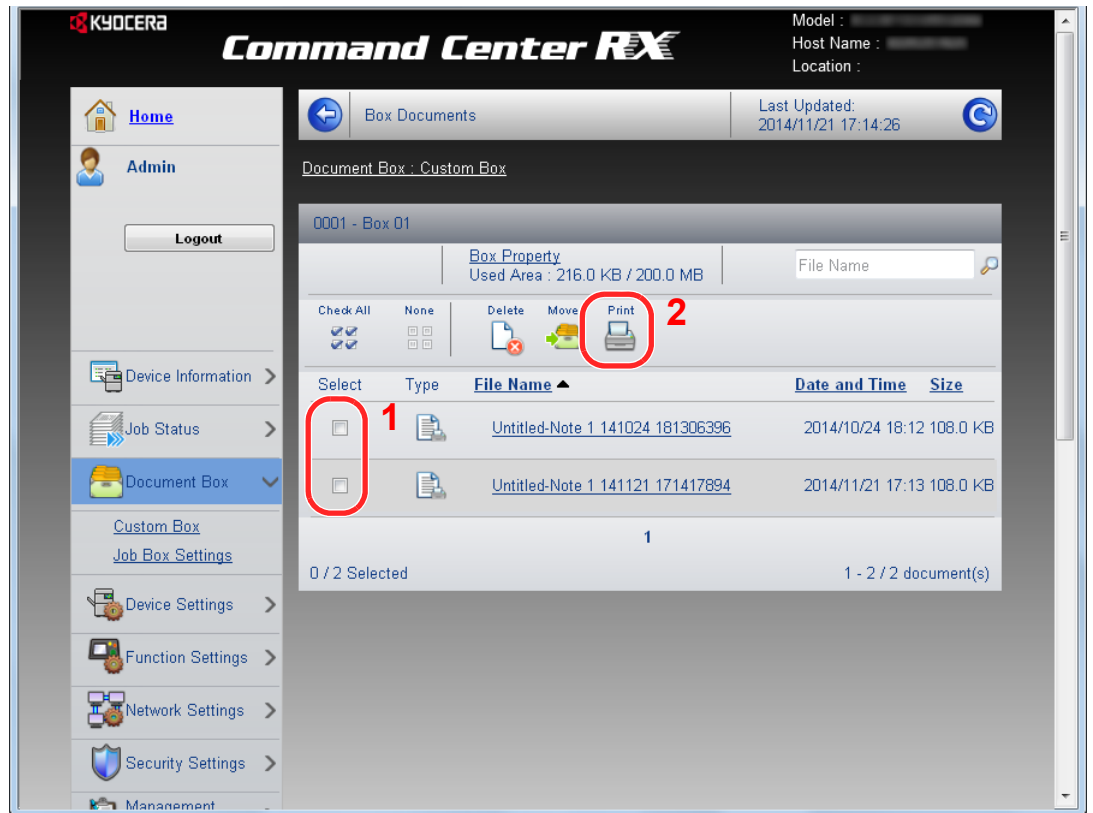 KYOCERA
Command Center RX
Model :
Host Name :
Location :
Home
Admin
Logout
Device Information
Job Status
Document Box
Custom Box
Job Box Settings
Device Settings
Function Settings
Network Settings
Security Settings
Management
Box Documents
Last Updated:
2014/11/21 17:14:26
Document Box : Custom Box
0001 - Box 01
Box Property
Used Area : 216.0 KB / 200.0 MB
File Name
Check All None Delete Move Print 2
Select Type File Name Date and Time Size
1 Untitled-Note 1 141024 181306396 2014/10/24 18:12 108.0 KB
Untitled-Note 1 141121 171417894 2014/11/21 17:13 108.0 KB
1
0 / 2 Selected 1 - 2 / 2 document(s)